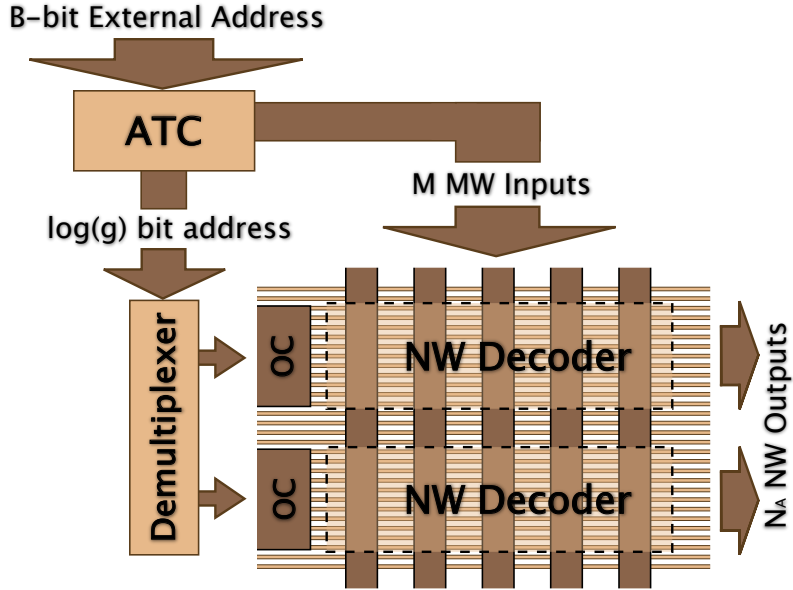 B-bit External Address
ATC
M MW Inputs
log(g) bit address
Demultiplexer
OC
NW Decoder
OC
NW Decoder
NA NW Outputs